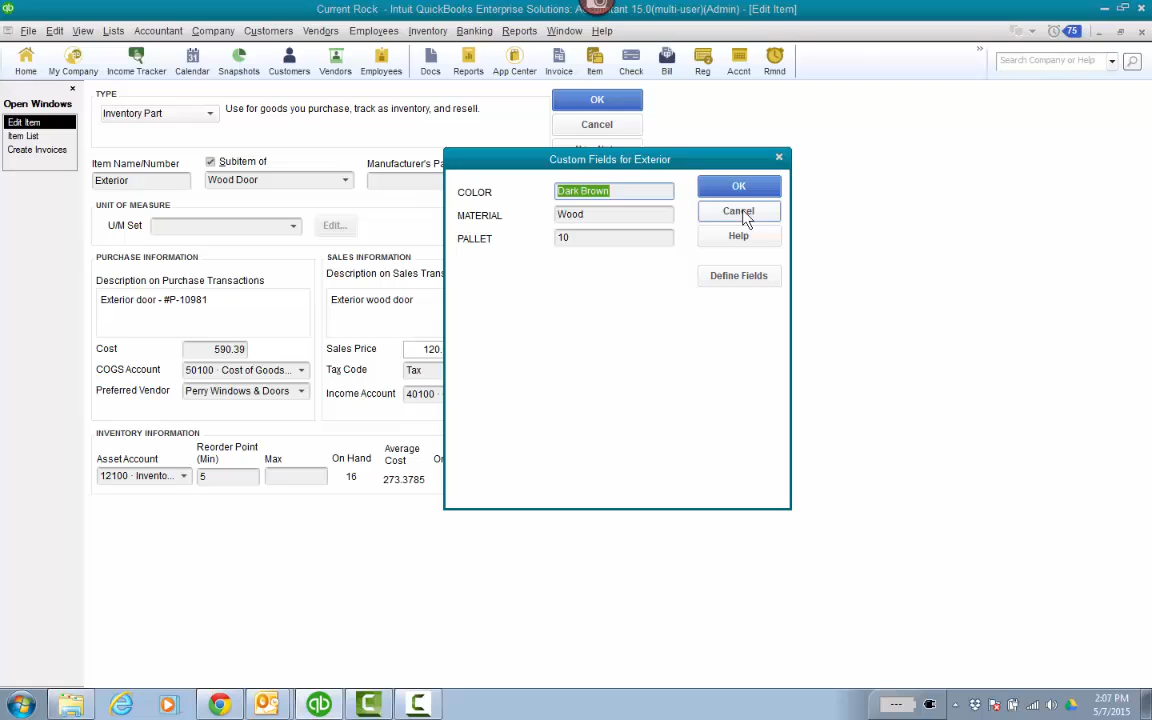 Current Rock - Intuit QuickBooks Enterprise Solutions: Accountant 15.0(multi-user)(Admin) - [Edit Item]
File Edit View Lists Accountant Company Customers Vendors Employees Inventory Banking Reports Window Help
75
Home My Company Income Tracker Calendar Snapshots Customers Vendors Employees Docs Reports App Center Invoice Item Check Bill Reg Accnt Rmnd
Search Company or Help
Open Windows
Edit Item
Item List
Create Invoices
TYPE
Inventory Part
Use for goods you purchase, track as inventory, and resell.
OK
Cancel
Item Name/Number
Subitem of
Manufacturer's Pa
Exterior
Wood Door
UNIT OF MEASURE
U/M Set
Edit...
PURCHASE INFORMATION
Description on Purchase Transactions
Exterior door - #P-10981
Cost
590.39
COGS Account
50100 · Cost of Goods...
Preferred Vendor
Perry Windows & Doors
SALES INFORMATION
Description on Sales Trans
Exterior wood door
Sales Price
120.
Tax Code
Tax
Income Account
40100 ·
INVENTORY INFORMATION
Asset Account
Reorder Point (Min)
Max
On Hand
Average Cost
12100 · Invento...
5
16
273.3785
Custom Fields for Exterior
COLOR
Dark Brown
MATERIAL
Wood
PALLET
10
OK
Cancel
Help
Define Fields
2:07 PM
5/7/2015